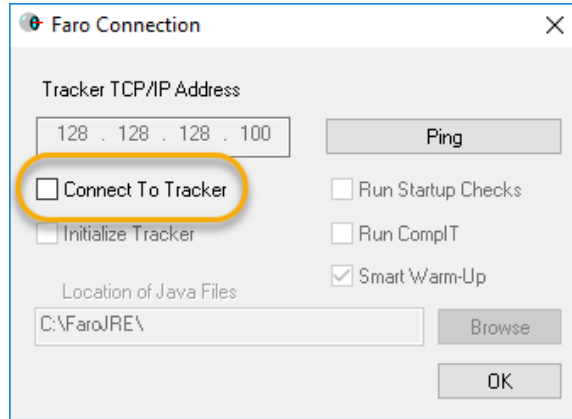 Faro Connection
Tracker TCP/IP Address
128 . 128 . 128 . 100
Ping
Connect To Tracker
Run Startup Checks
Initialize Tracker
Run CompIT
Smart Warm-Up
Location of Java Files
C:\FaroJRE\
Browse
OK